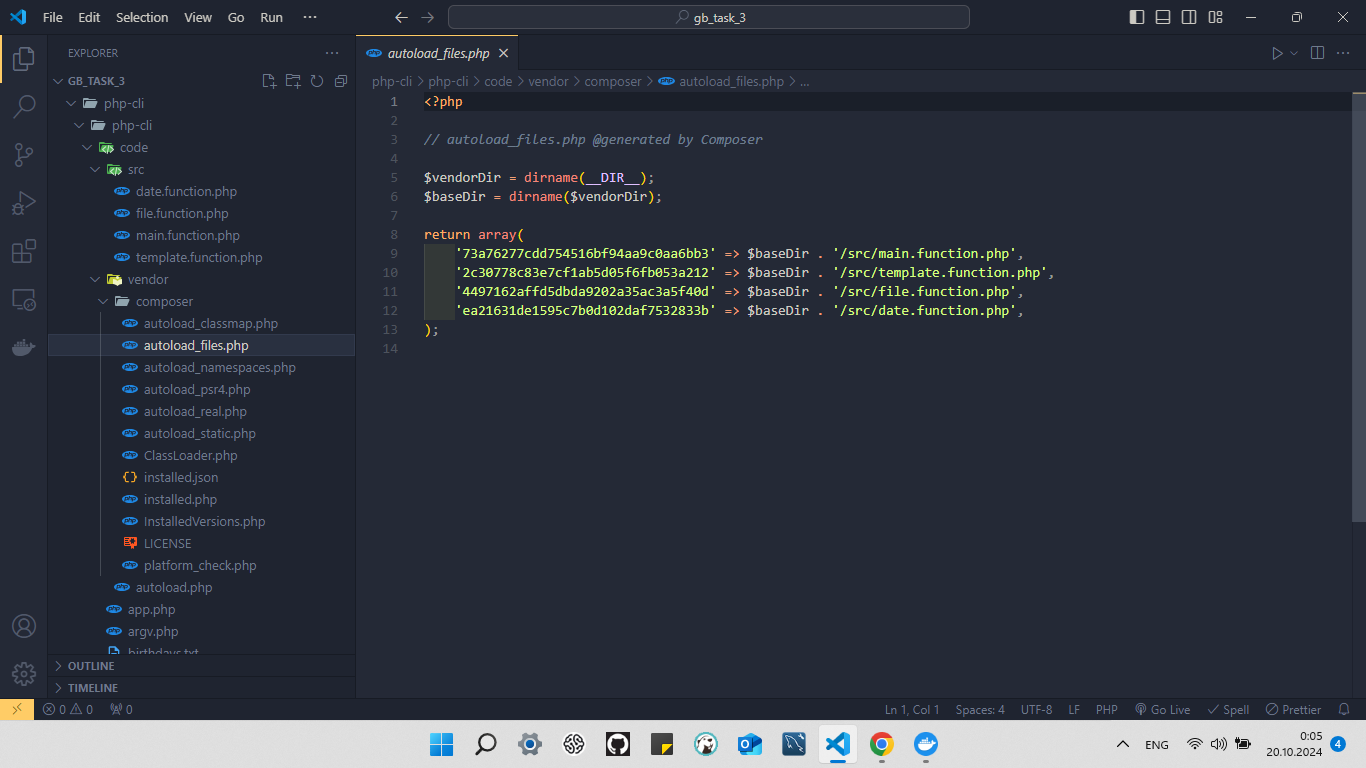 File Edit Selection View Go Run ···
gb_task_3
EXPLORER
GB_TASK_3
php-cli
php-cli
code
src
date.function.php
file.function.php
main.function.php
template.function.php
vendor
composer
autoload_classmap.php
autoload_files.php
autoload_namespaces.php
autoload_psr4.php
autoload_real.php
autoload_static.php
ClassLoader.php
installed.json
installed.php
InstalledVersions.php
LICENSE
platform_check.php
autoload.php
app.php
argv.php
birthdays.txt
OUTLINE
TIMELINE
autoload_files.php
php-cli > php-cli > code > vendor > composer > autoload_files.php > ...
1 <?php
2
3 // autoload_files.php @generated by Composer
4
5 $vendorDir = dirname(__DIR__);
6 $baseDir = dirname($vendorDir);
7
8 return array(
9 '73a76277cdd754516bf94aa9c0aa6bb3' => $baseDir . '/src/main.function.php',
10 '2c30778c83e7cf1ab5d05f6fb053a212' => $baseDir . '/src/template.function.php',
11 '4497162affd5dbda9202a35ac3a5f40d' => $baseDir . '/src/file.function.php',
12 'ea21631de1595c7b0d102daf7532833b' => $baseDir . '/src/date.function.php',
13 );
14
0 0 0 Ln 1, Col 1 Spaces: 4 UTF-8 LF PHP Go Live Spell Prettier
ENG 0:05
20.10.2024 4